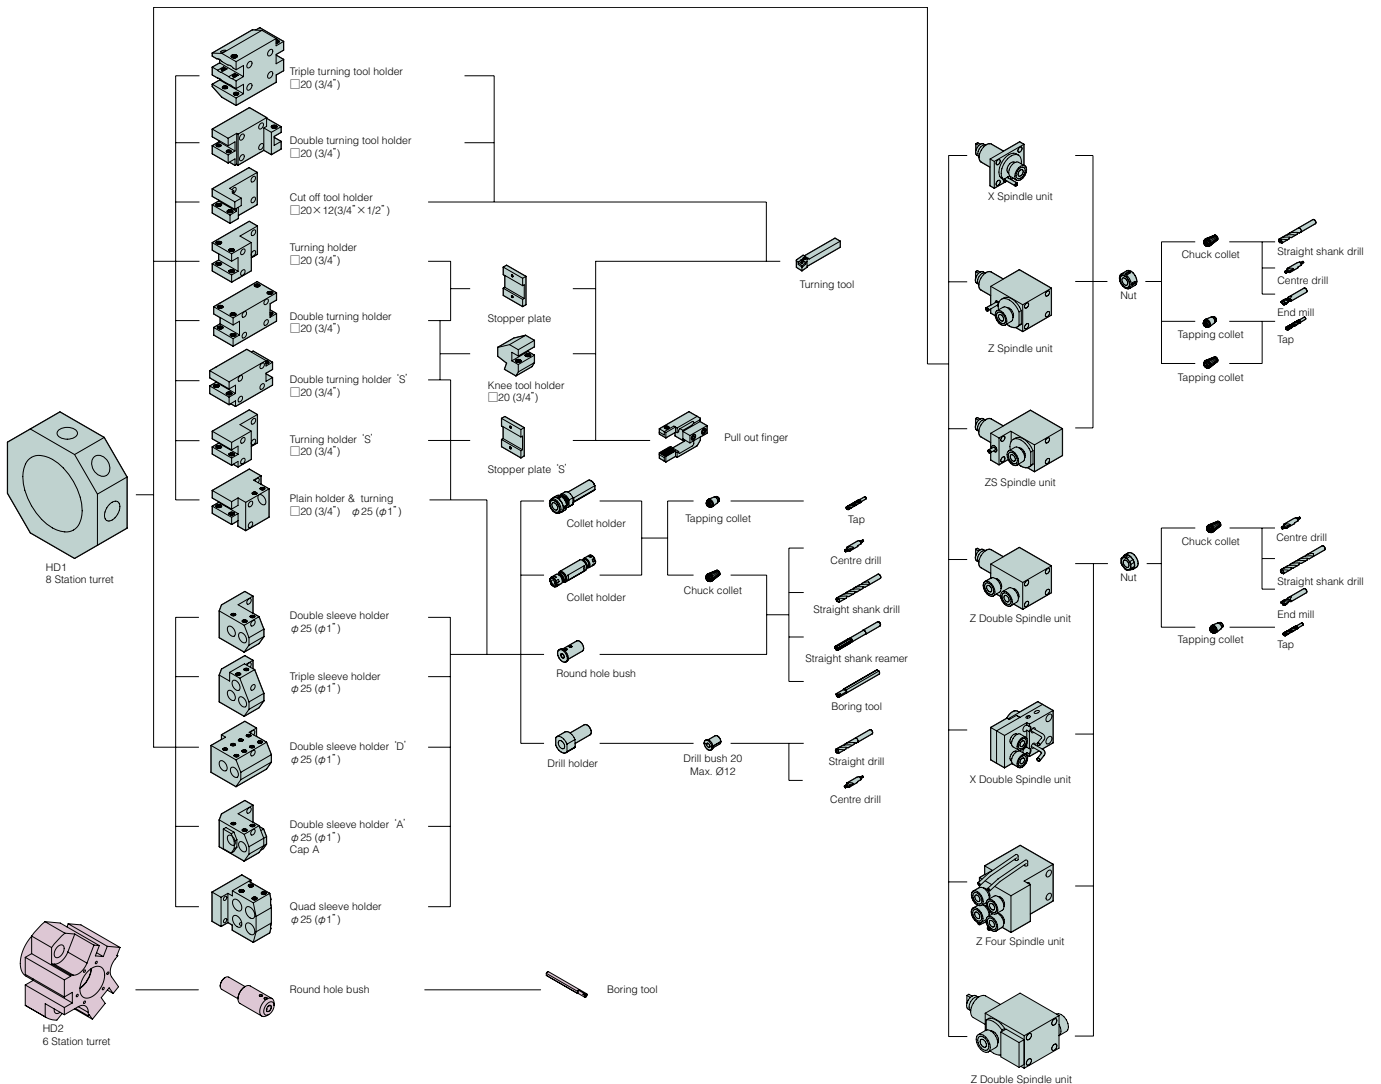 Triple turning tool holder
□20 (3/4˝)
Double turning tool holder
□20 (3/4˝)
Cut off tool holder
□20×12(3/4˝×1/2˝)
Turning holder
□20 (3/4˝)
Double turning holder
□20 (3/4˝)
Double turning holder ˈSˈ
□20 (3/4˝)
Turning holder ˈSˈ
□20 (3/4˝)
Plain holder & turning
□20 (3/4˝) φ25 (φ1˝)
HD1
8 Station turret
Double sleeve holder
φ25 (φ1˝)
Triple sleeve holder
φ25 (φ1˝)
Double sleeve holder ˈDˈ
φ25 (φ1˝)
Double sleeve holder ˈAˈ
φ25 (φ1˝)
Cap A
Quad sleeve holder
φ25 (φ1˝)
HD2
6 Station turret
Round hole bush
Boring tool
Stopper plate
Knee tool holder
□20 (3/4˝)
Stopper plate ˈSˈ
Turning tool
Pull out finger
Collet holder
Collet holder
Round hole bush
Drill holder
Tapping collet
Chuck collet
Drill bush 20
Max. Ø12
Tap
Centre drill
Straight shank drill
Straight shank reamer
Boring tool
Straight drill
Centre drill
X Spindle unit
Z Spindle unit
ZS Spindle unit
Z Double Spindle unit
X Double Spindle unit
Z Four Spindle unit
Z Double Spindle unit
Nut
Chuck collet
Tapping collet
Tapping collet
Straight shank drill
Centre drill
End mill
Tap
Nut
Chuck collet
Tapping collet
Centre drill
Straight shank drill
End mill
Tap